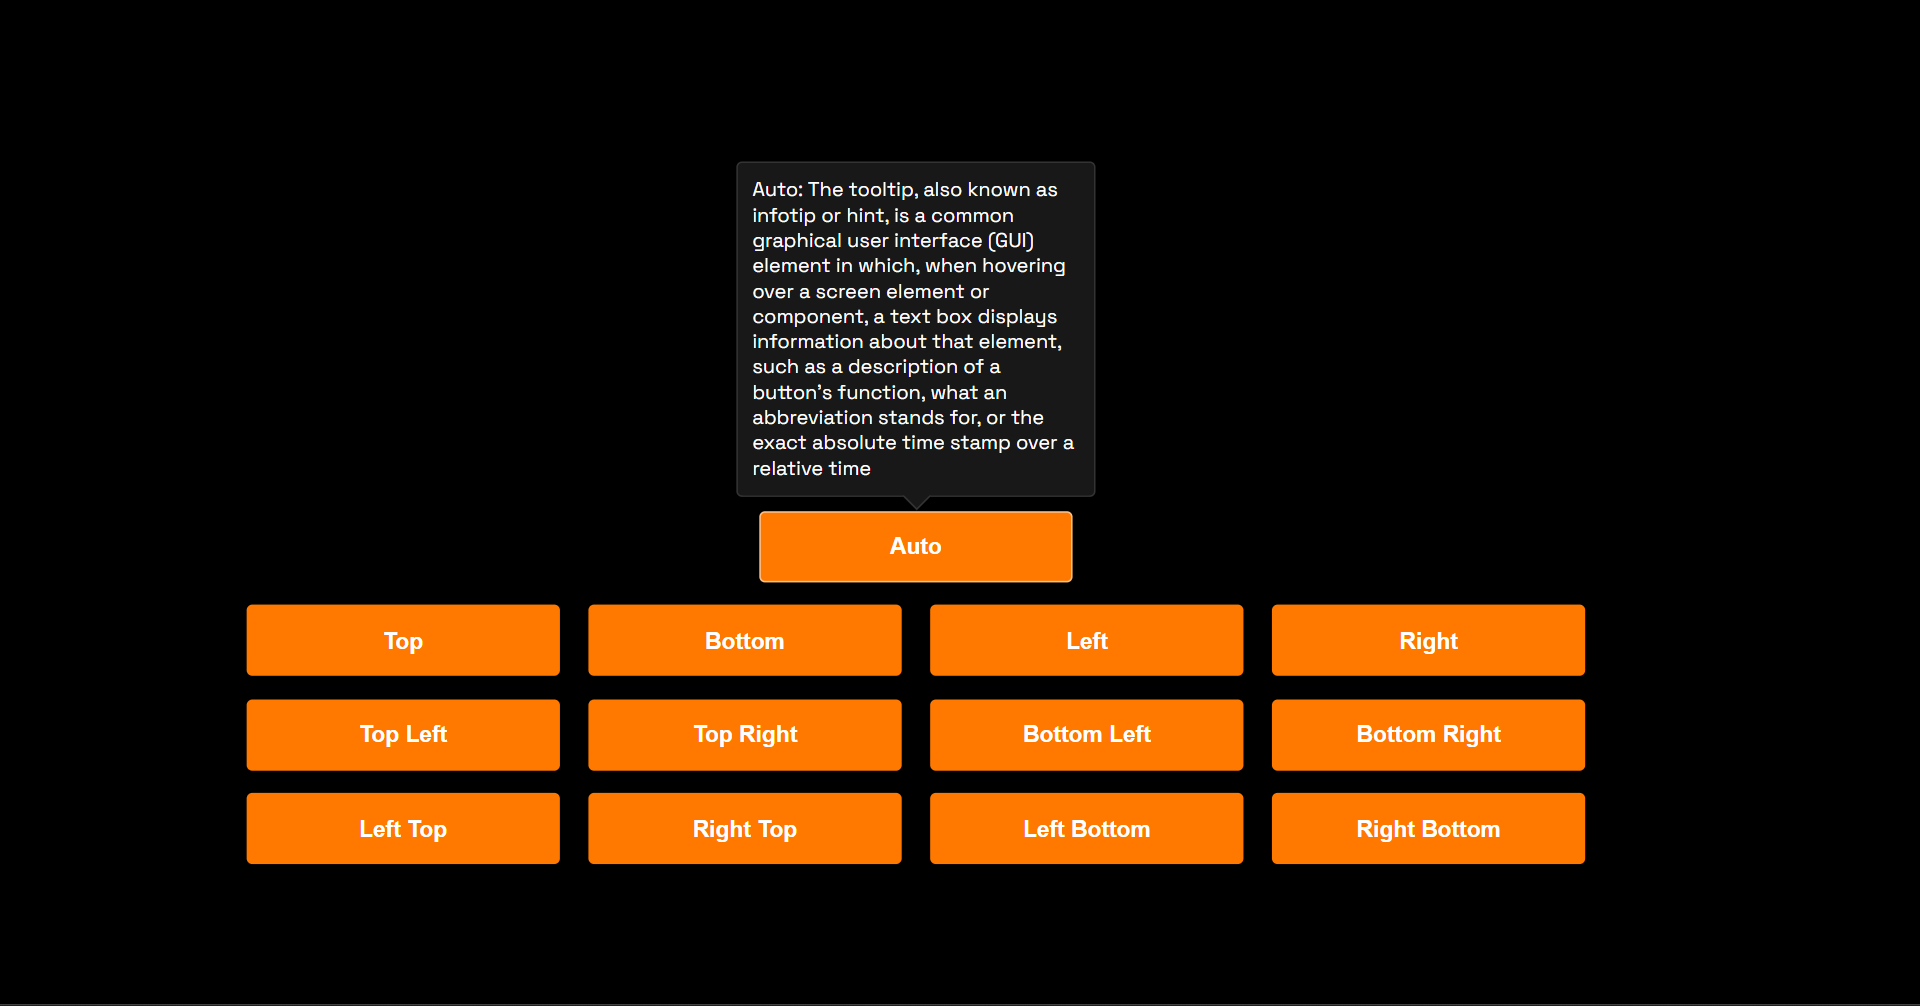 Auto: The tooltip, also known as
infotip or hint, is a common
graphical user interface (GUI)
element in which, when hovering
over a screen element or
component, a text box displays
information about that element,
such as a description of a
button's function, what an
abbreviation stands for, or the
exact absolute time stamp over a
relative time
Auto
Top
Bottom
Left
Right
Top Left
Top Right
Bottom Left
Bottom Right
Left Top
Right Top
Left Bottom
Right Bottom